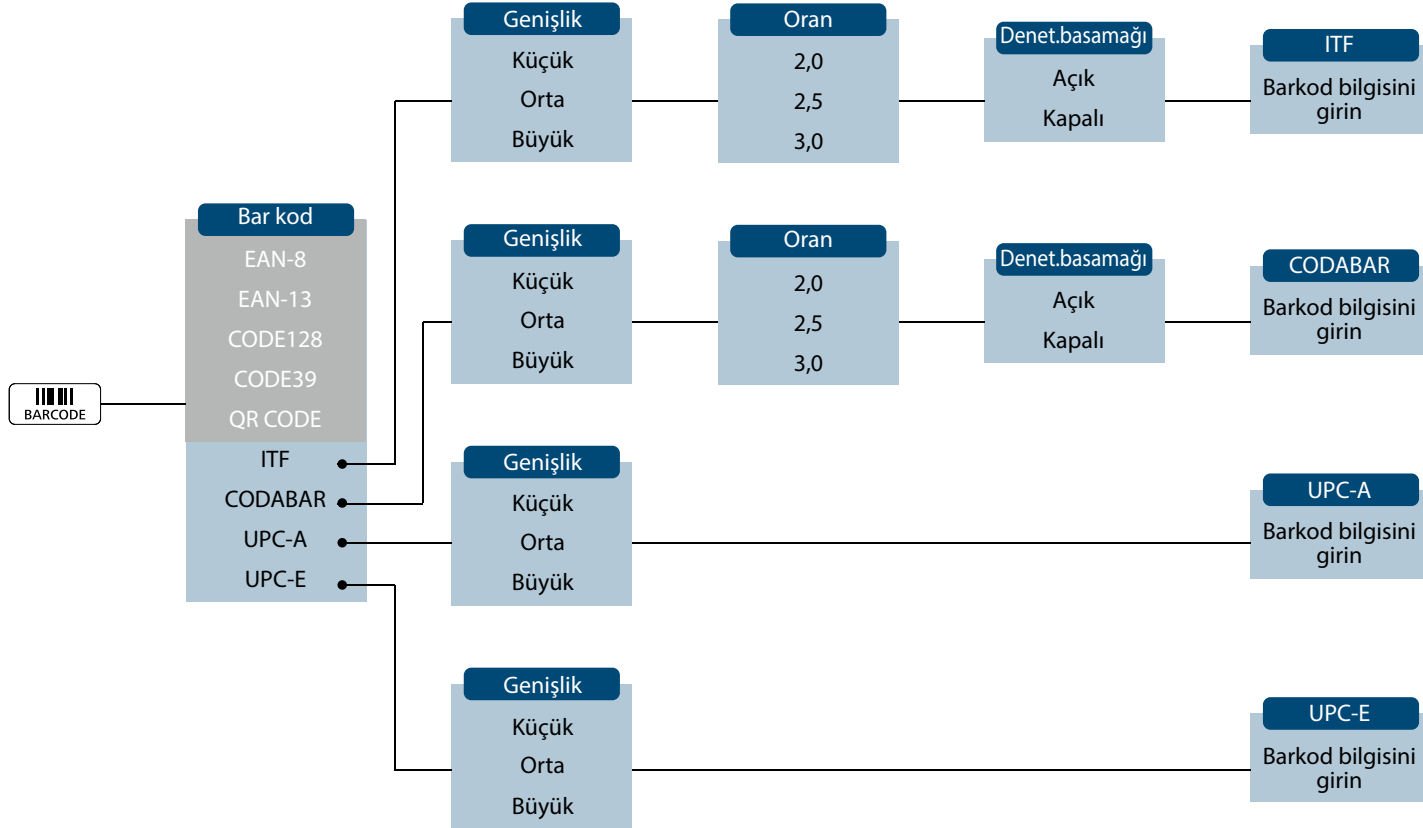 Genişlik
Küçük
Orta
Büyük
Oran
2,0
2,5
3,0
Denet.basamağı
Açık
Kapalı
ITF
Barkod bilgisini
girin
BARCODE
Bar kod
EAN-8
EAN-13
CODE128
CODE39
QR CODE
ITF
CODABAR
UPC-A
UPC-E
Genişlik
Küçük
Orta
Büyük
Oran
2,0
2,5
3,0
Denet.basamağı
Açık
Kapalı
CODABAR
Barkod bilgisini
girin
Genişlik
Küçük
Orta
Büyük
UPC-A
Barkod bilgisini
girin
Genişlik
Küçük
Orta
Büyük
UPC-E
Barkod bilgisini
girin